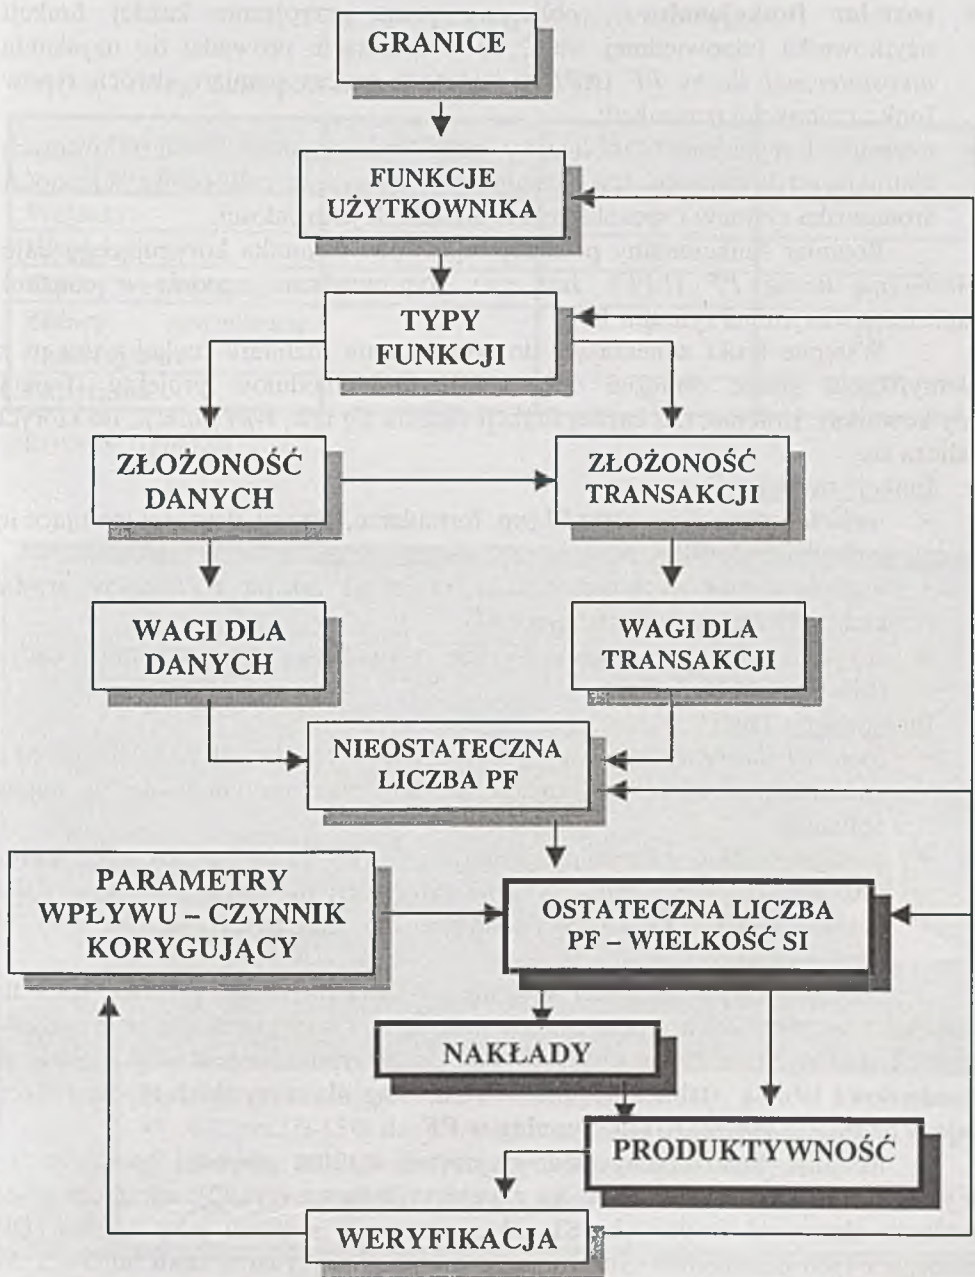 GRANICE
FUNKCJE
UŻYTKOWNIKA
TYPY
FUNKCJI
ZŁOŻONOŚĆ
DANYCH
ZŁOŻONOŚĆ
TRANSAKCJI
WAGI DLA
DANYCH
WAGI DLA
TRANSAKCJI
NIEOSTATECZNA
LICZBA PF
PARAMETRY
WPŁYWU – CZYNNIK
KORYGUJĄCY
OSTATECZNA LICZBA
PF – WIELKOŚĆ SI
NAKŁADY
PRODUKTYWNOŚĆ
WERYFIKACJA